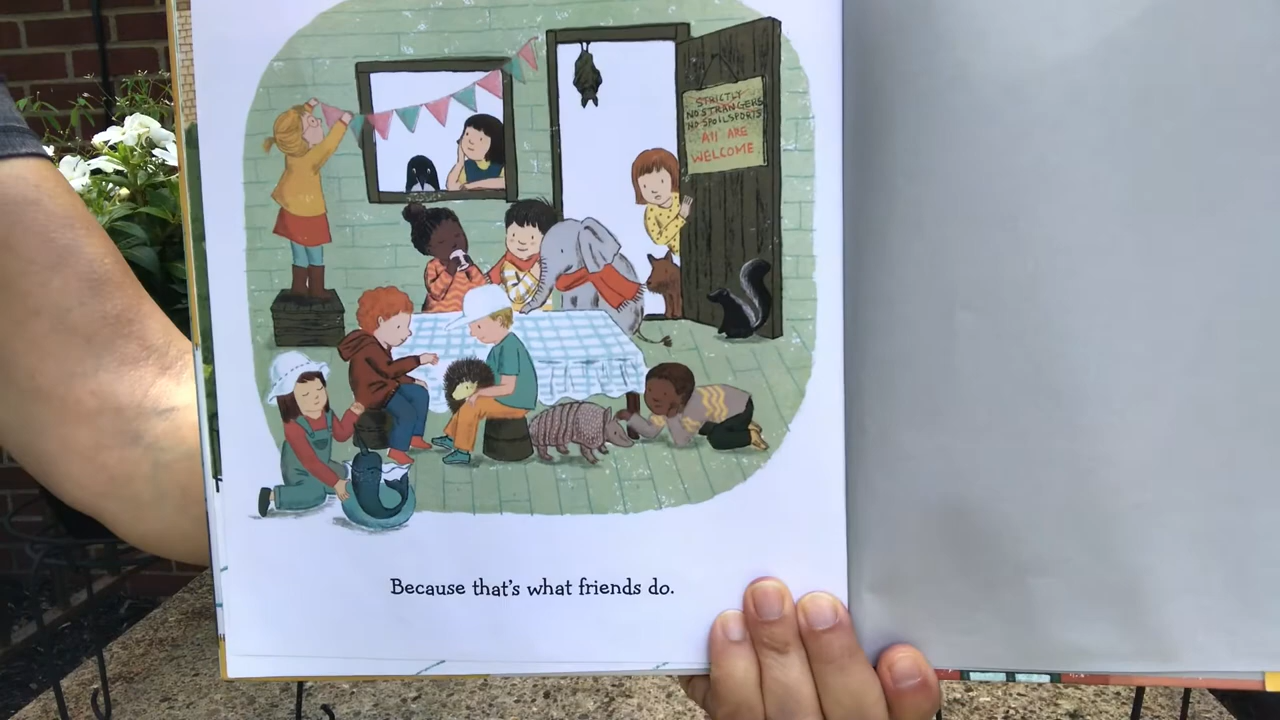 STRICTLY
NO STRANGERS
NO SPOILSPORTS
All ARE
WELCOME
Because that's what friends do.